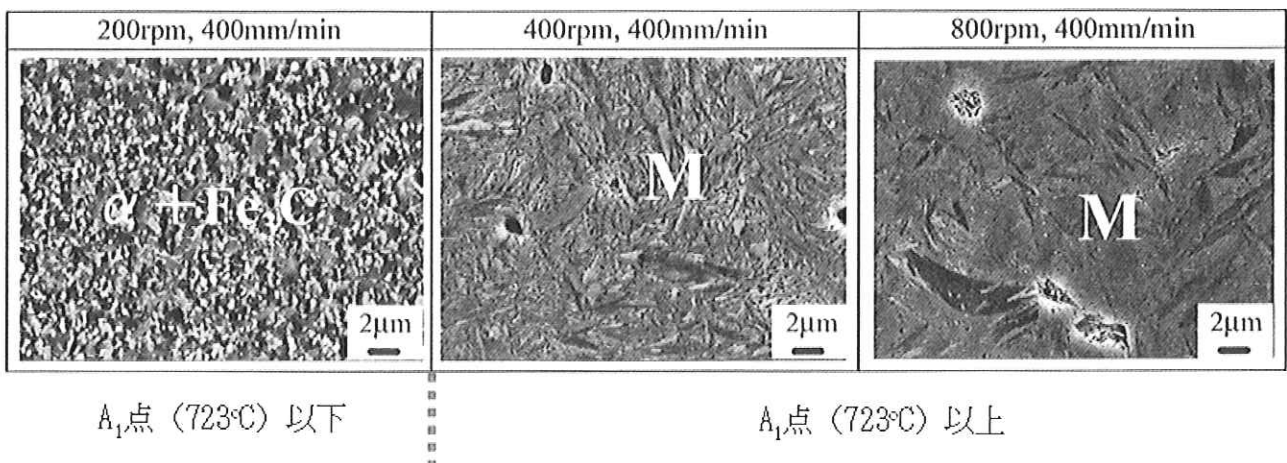 200rpm, 400mm/min
400rpm, 400mm/min
800rpm, 400mm/min
α+Fe₃C
M
M
2μm
2μm
2μm
A₁点 (723℃) 以下
A₁点 (723℃) 以上